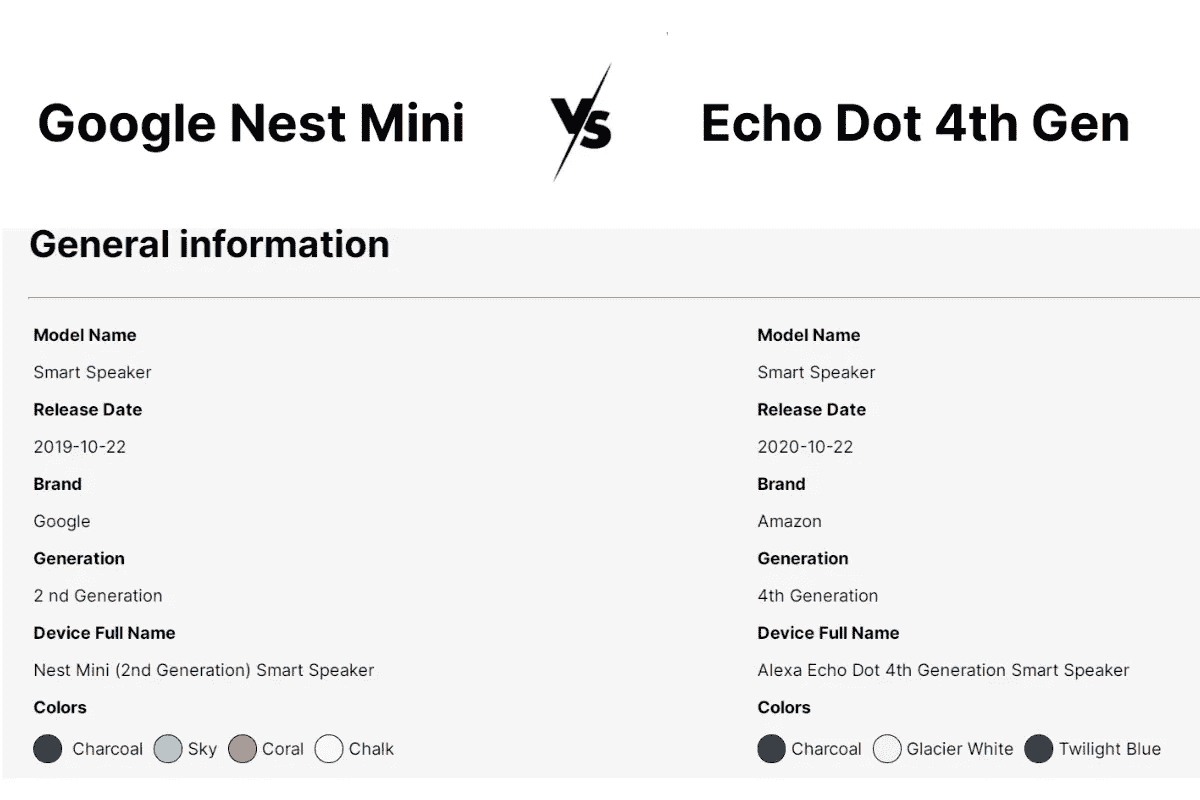 Google Nest Mini VS Echo Dot 4th Gen
General information
Model Name
Smart Speaker
Release Date
2019-10-22
Brand
Google
Generation
2 nd Generation
Device Full Name
Nest Mini (2nd Generation) Smart Speaker
Colors
Charcoal Sky Coral Chalk
Model Name
Smart Speaker
Release Date
2020-10-22
Brand
Amazon
Generation
4th Generation
Device Full Name
Alexa Echo Dot 4th Generation Smart Speaker
Colors
Charcoal Glacier White Twilight Blue